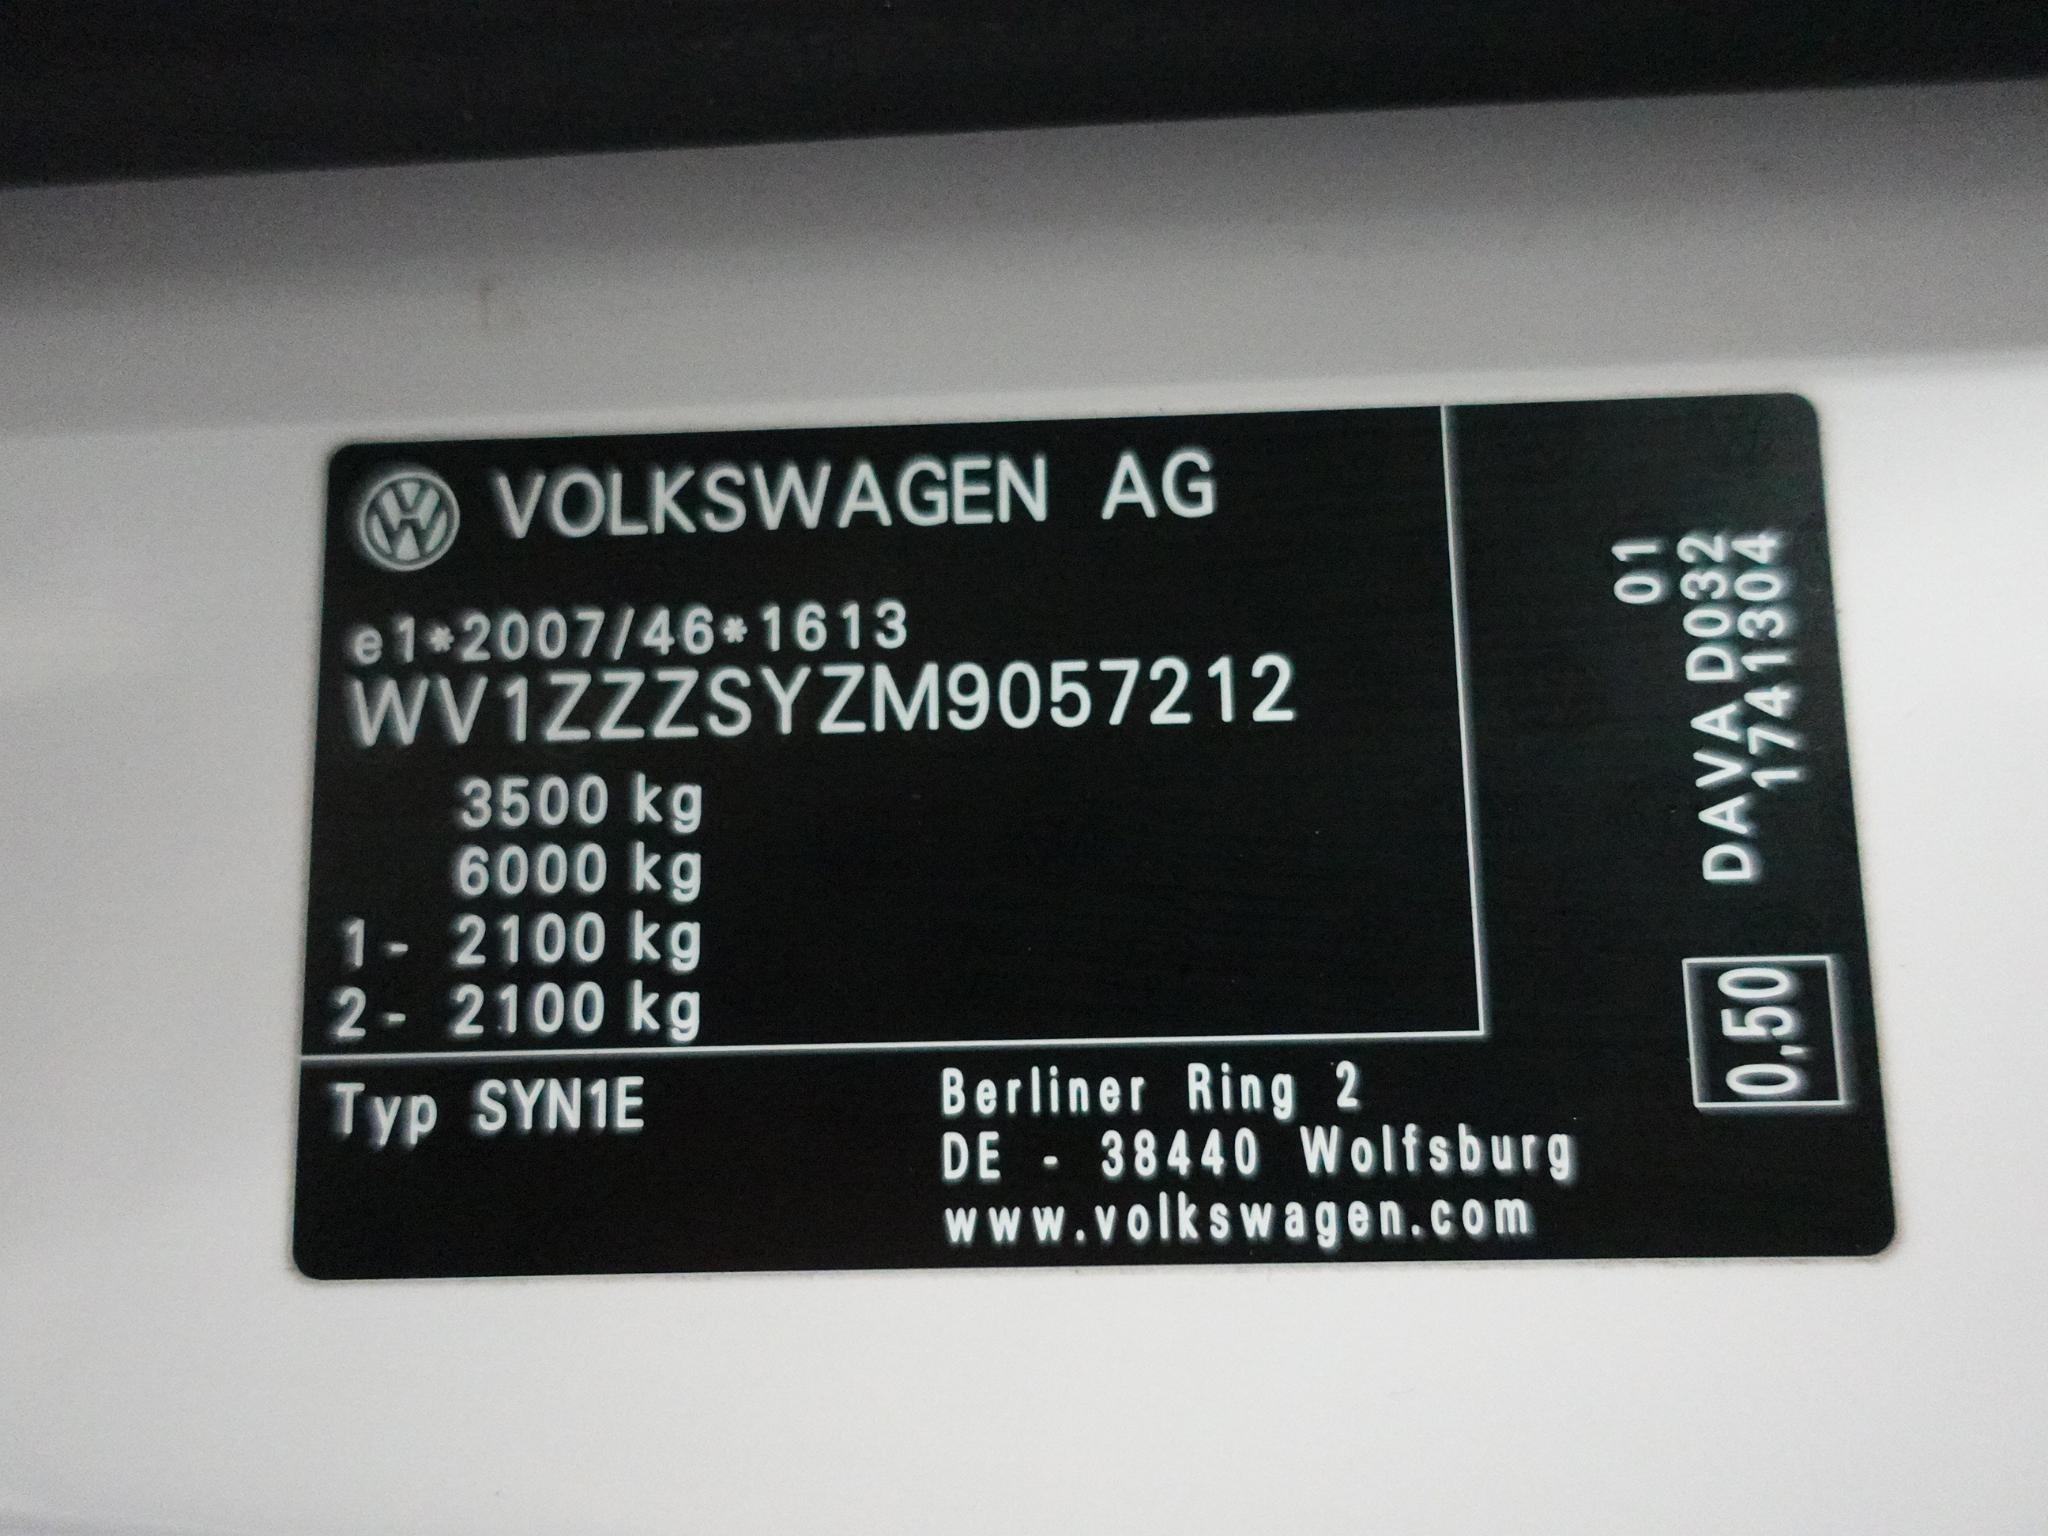 VOLKSWAGEN AG
e1*2007/46*1613
WV1ZZZSYZM9057212
3500 kg
6000 kg
1- 2100 kg
2- 2100 kg
Typ SYN1E
Berliner Ring 2
DE - 38440 Wolfsburg
www.volkswagen.com
01
DAVA D032
17413304
0,50